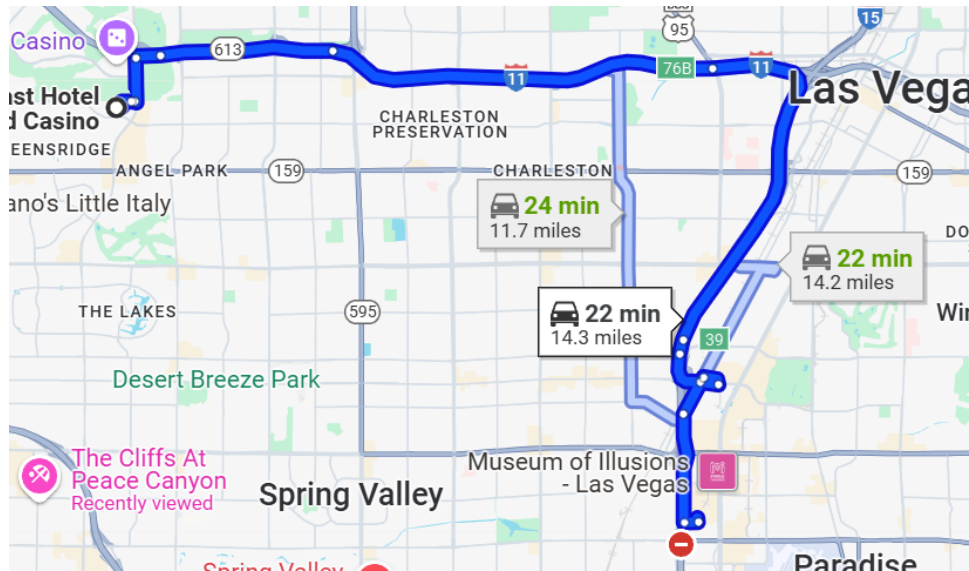 15
95
Casino
613
11
76B
11
Las Vega
ast Hotel
d Casino
EENSRIDGE
CHARLESTON
PRESERVATION
ANGEL PARK
159
CHARLESTON
159
ano's Little Italy
24 min
11.7 miles
DO
22 min
14.2 miles
THE LAKES
595
22 min
14.3 miles
Win
39
Desert Breeze Park
The Cliffs At
Peace Canyon
Recently viewed
Museum of Illusions
- Las Vegas
Spring Valley
Spring Valley
Paradise